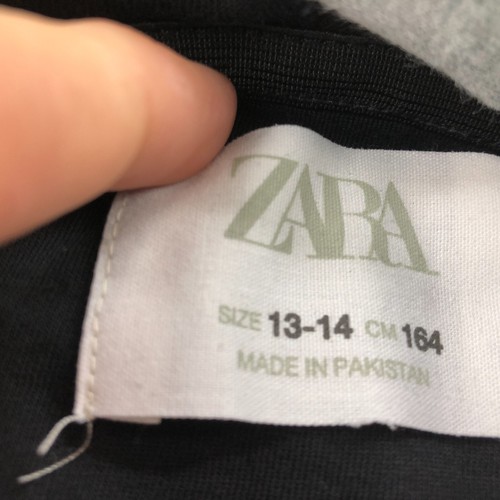 ZARA
SIZE 13-14 CM 164
MADE IN PAKISTAN